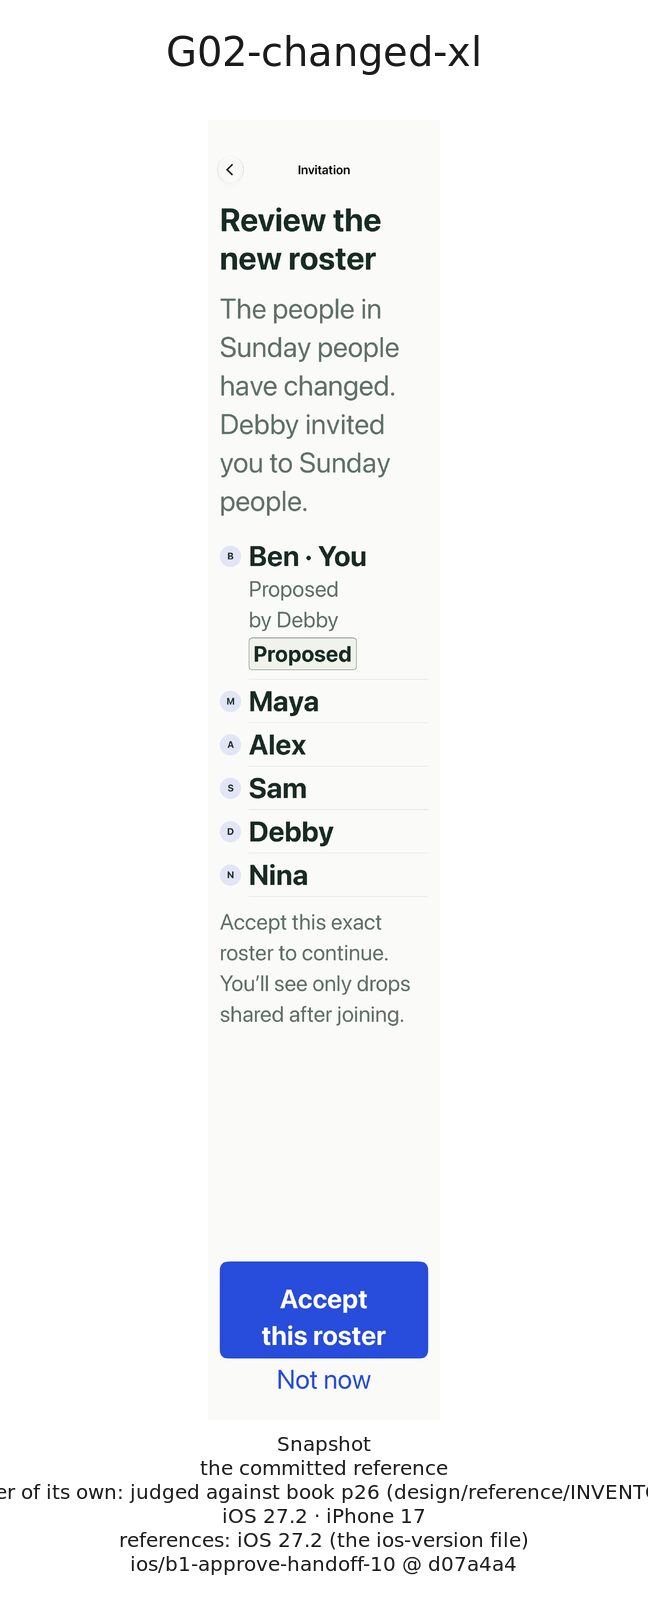 G02-changed-xl
Invitation
Review the
new roster
The people in
Sunday people
have changed.
Debby invited
you to Sunday
people.
B
Ben · You
Proposed
by Debby
Proposed
M
Maya
A
Alex
S
Sam
D
Debby
N
Nina
Accept this exact
roster to continue.
You’ll see only drops
shared after joining.
Accept
this roster
Not now
Snapshot
the committed reference
of its own: judged against book p26
iOS 27.2 · iPhone 17
references: iOS 27.2 (the ios-version file)
ios/b1-approve-handoff-10 @ d07a4a4